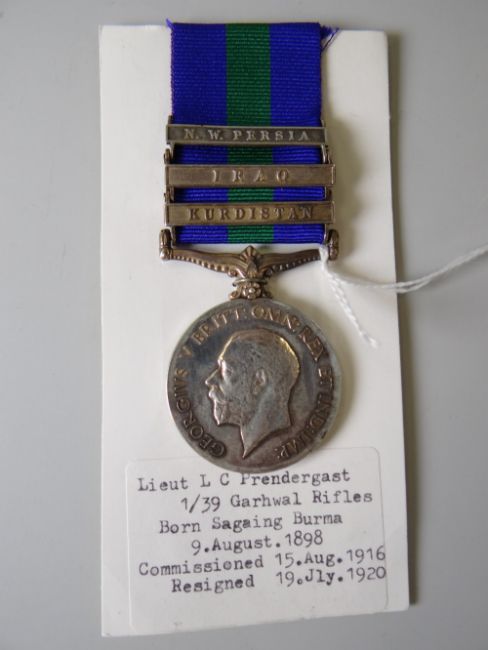 N.W. PERSIA
IRAQ
KURDISTAN
GEORGIVS V BRITT: OMN: REX ET IND: IMP:
Lieut L C Prendergast
1/39 Garhwal Rifles
Born Sagaing Burma
9.August.1898
Commissioned 15.Aug.1916
Resigned 19.Jly.1920